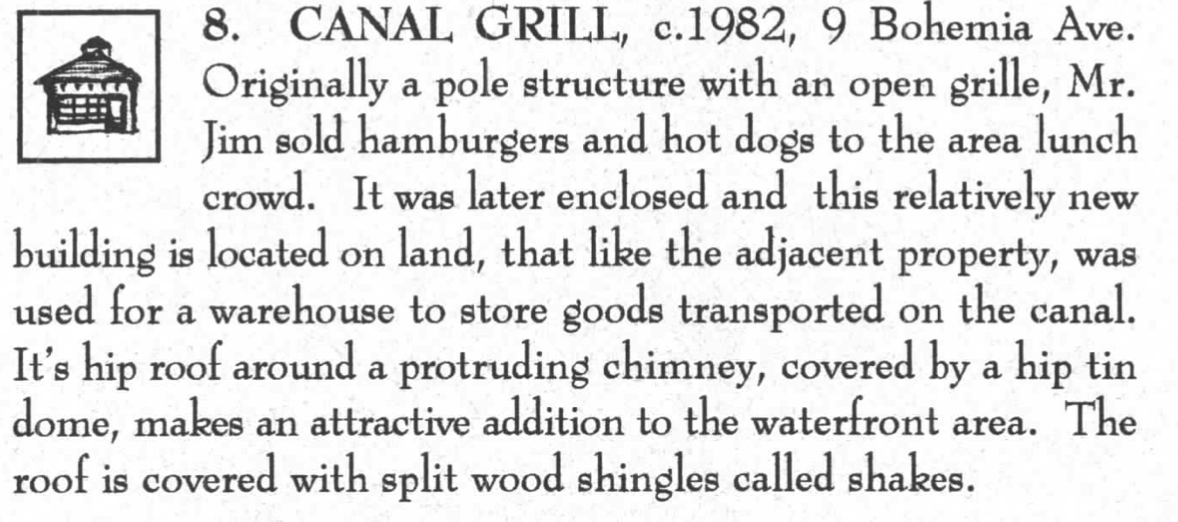 8. CANAL GRILL, c.1982, 9 Bohemia Ave.
Originally a pole structure with an open grille, Mr.
Jim sold hamburgers and hot dogs to the area lunch
crowd. It was later enclosed and this relatively new
building is located on land, that like the adjacent property, was
used for a warehouse to store goods transported on the canal.
It's hip roof around a protruding chimney, covered by a hip tin
dome, makes an attractive addition to the waterfront area. The
roof is covered with split wood shingles called shakes.